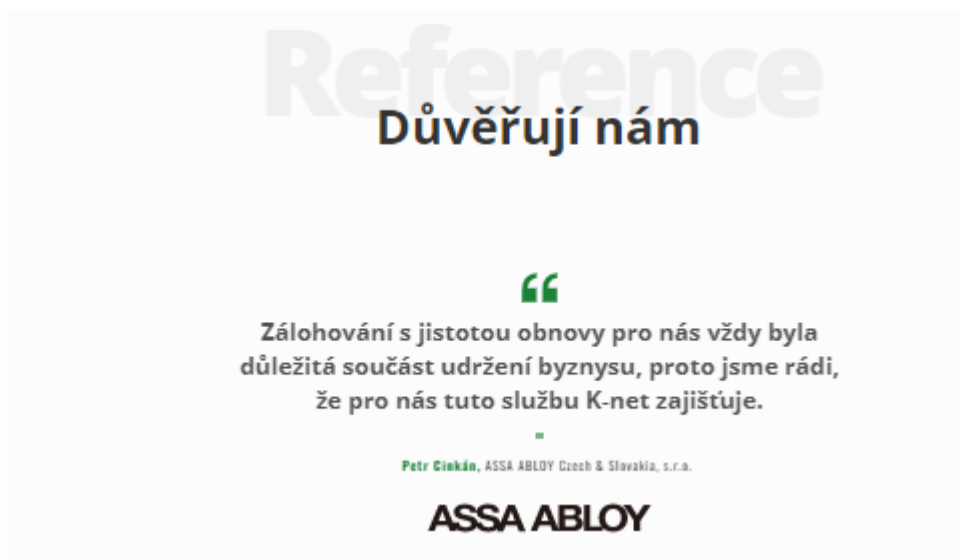 Reference
Důvěřují nám
Zálohování s jistotou obnovy pro nás vždy byla
důležitá součást udržení byznysu, proto jsme rádi,
že pro nás tuto službu K-net zajišťuje.
Petr Cinkán, ASSA ABLOY Czech & Slovakia, s.r.o.
ASSA ABLOY